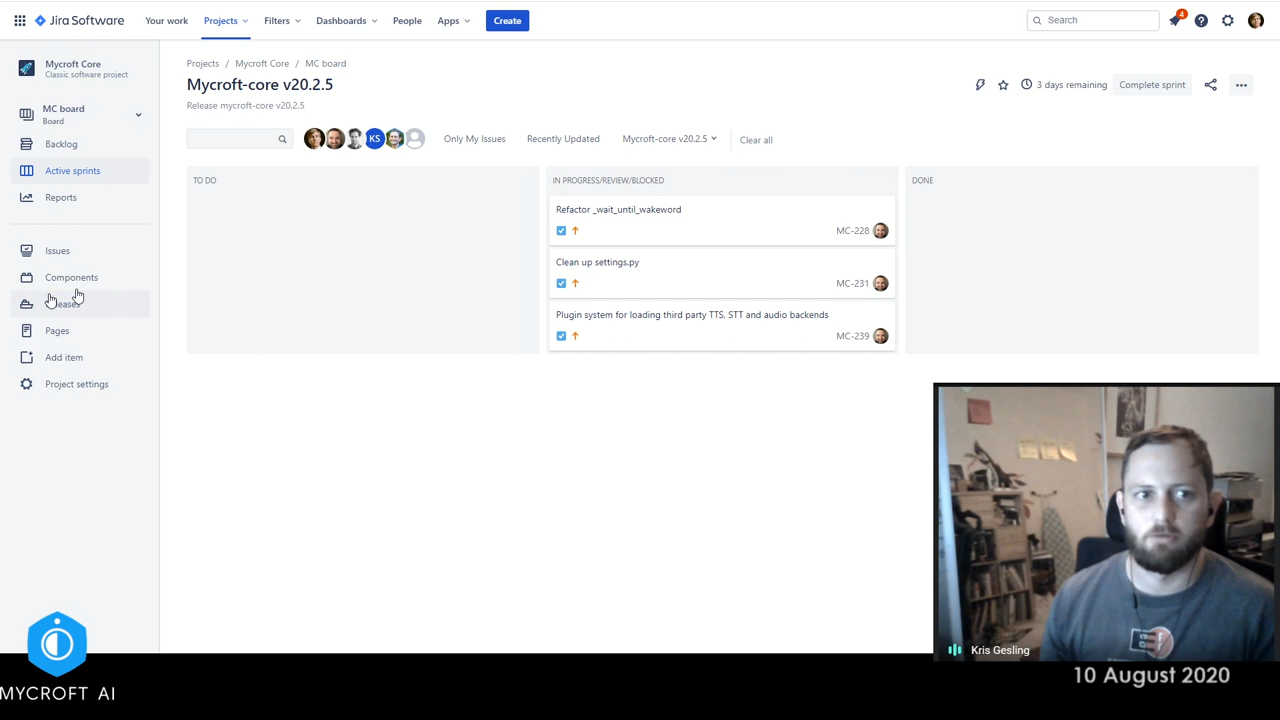 Jira Software
Your work
Projects
Filters
Dashboards
People
Apps
Create
Search
4
Mycroft Core
Classic software project
MC board
Board
Backlog
Active sprints
Reports
Issues
Components
Pages
Add item
Project settings
Projects / Mycroft Core / MC board
Mycroft-core v20.2.5
Release mycroft-core v20.2.5
3 days remaining
Complete sprint
KS
Only My Issues
Recently Updated
Mycroft-core v20.2.5
Clear all
TO DO
IN PROGRESS/REVIEW/BLOCKED
DONE
Refactor _wait_until_wakeword
MC-228
Clean up settings.py
MC-231
Plugin system for loading third party TTS, STT and audio backends
MC-239
Kris Gesling
10 August 2020
MYCROFT AI